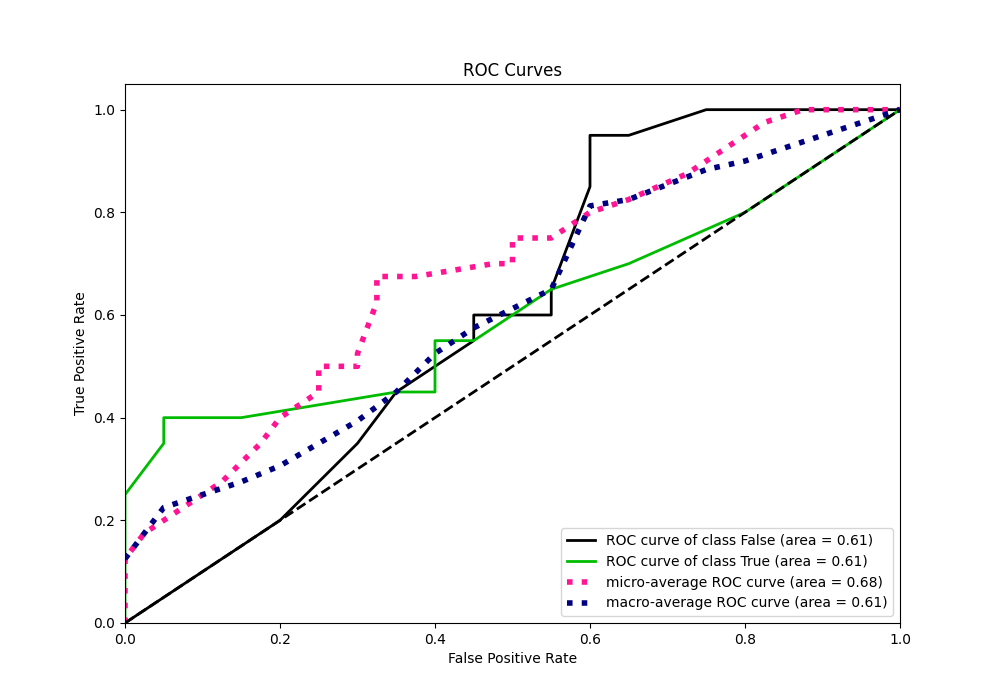 ROC Curves
1.0
0.8
0.6
0.4
0.2
0.0
True Positive Rate
0.0 0.2 0.4 0.6 0.8 1.0
False Positive Rate
ROC curve of class False (area = 0.61)
ROC curve of class True (area = 0.61)
micro-average ROC curve (area = 0.68)
macro-average ROC curve (area = 0.61)